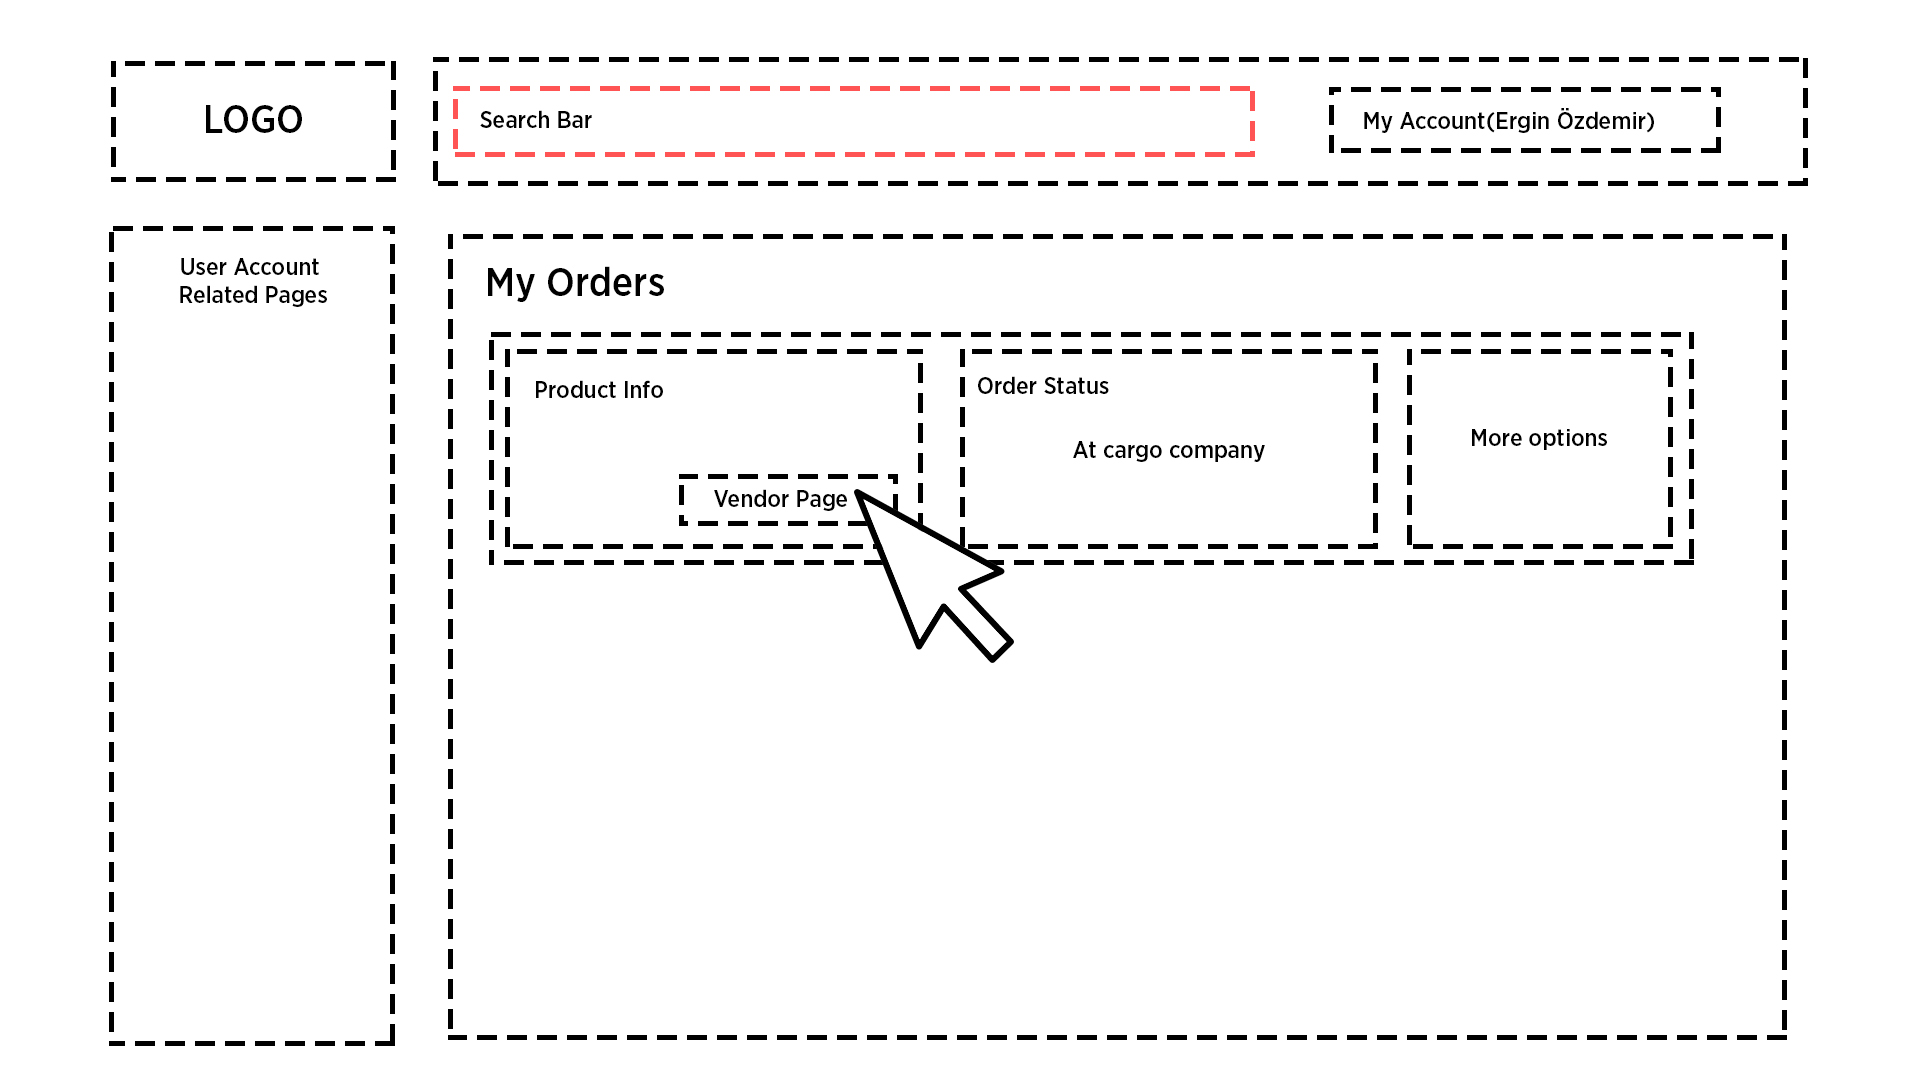 LOGO
Search Bar
My Account(Ergin Özdemir)
User Account
Related Pages
My Orders
Product Info
Vendor Page
Order Status
At cargo company
More options